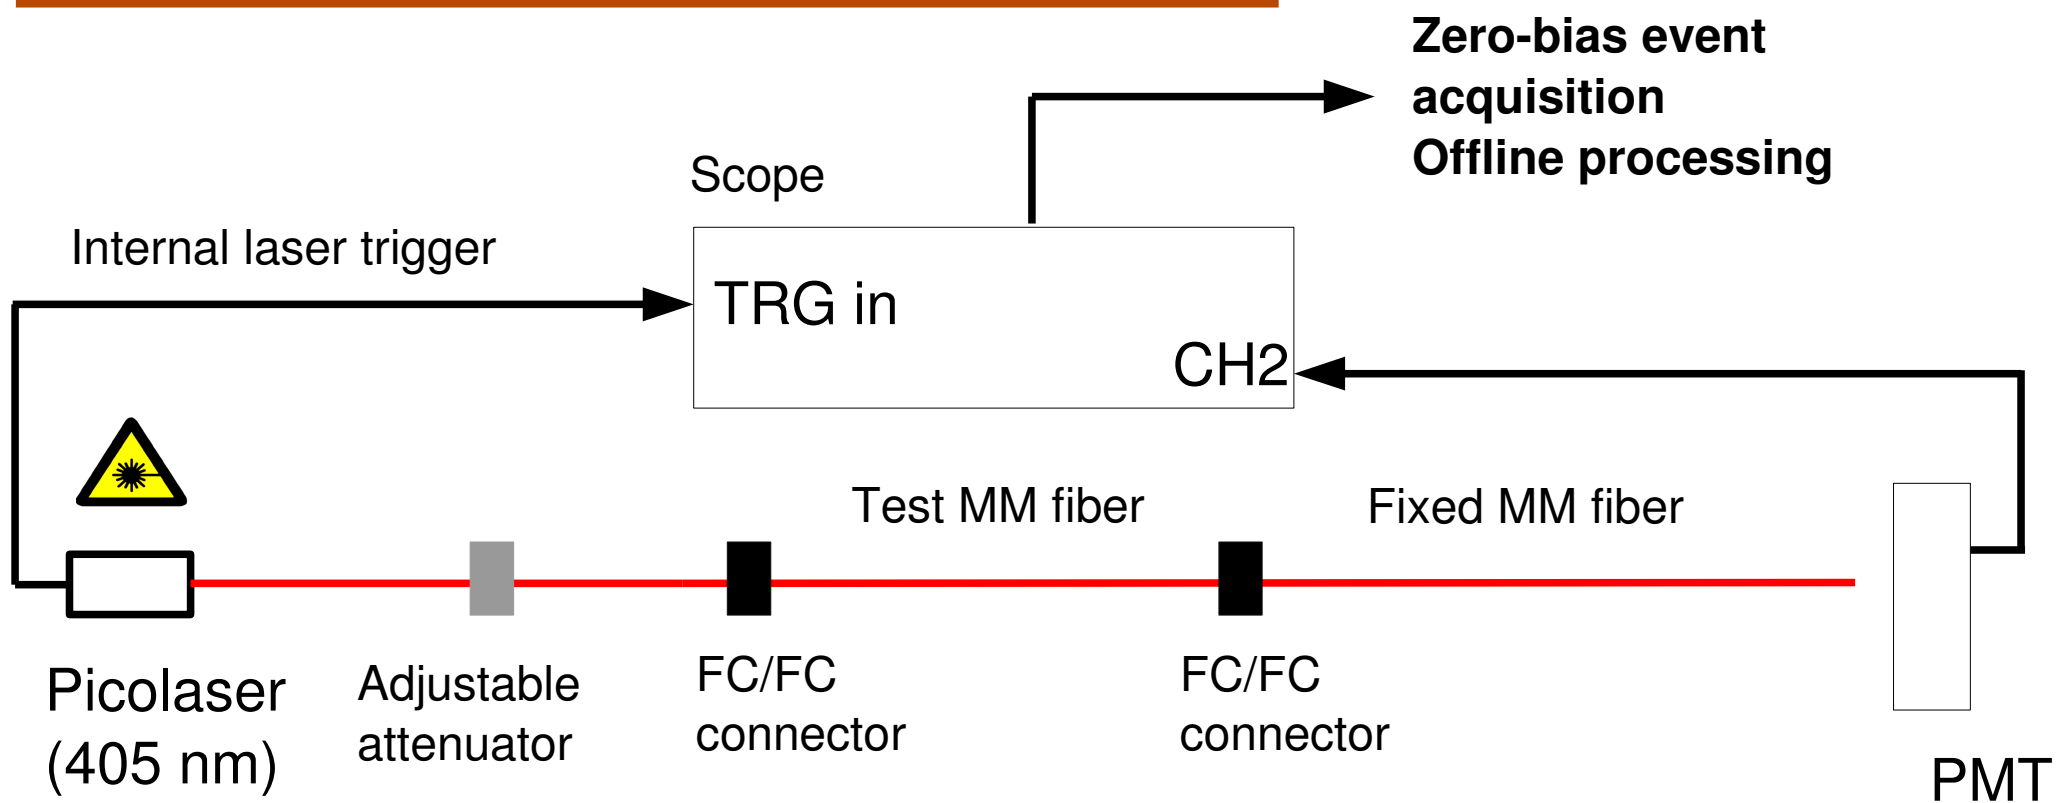 Zero-bias event
acquisition
Offline processing
Scope
Internal laser trigger
TRG in
CH2
Test MM fiber
Fixed MM fiber
Picolaser
(405 nm)
Adjustable
attenuator
FC/FC
connector
FC/FC
connector
PMT